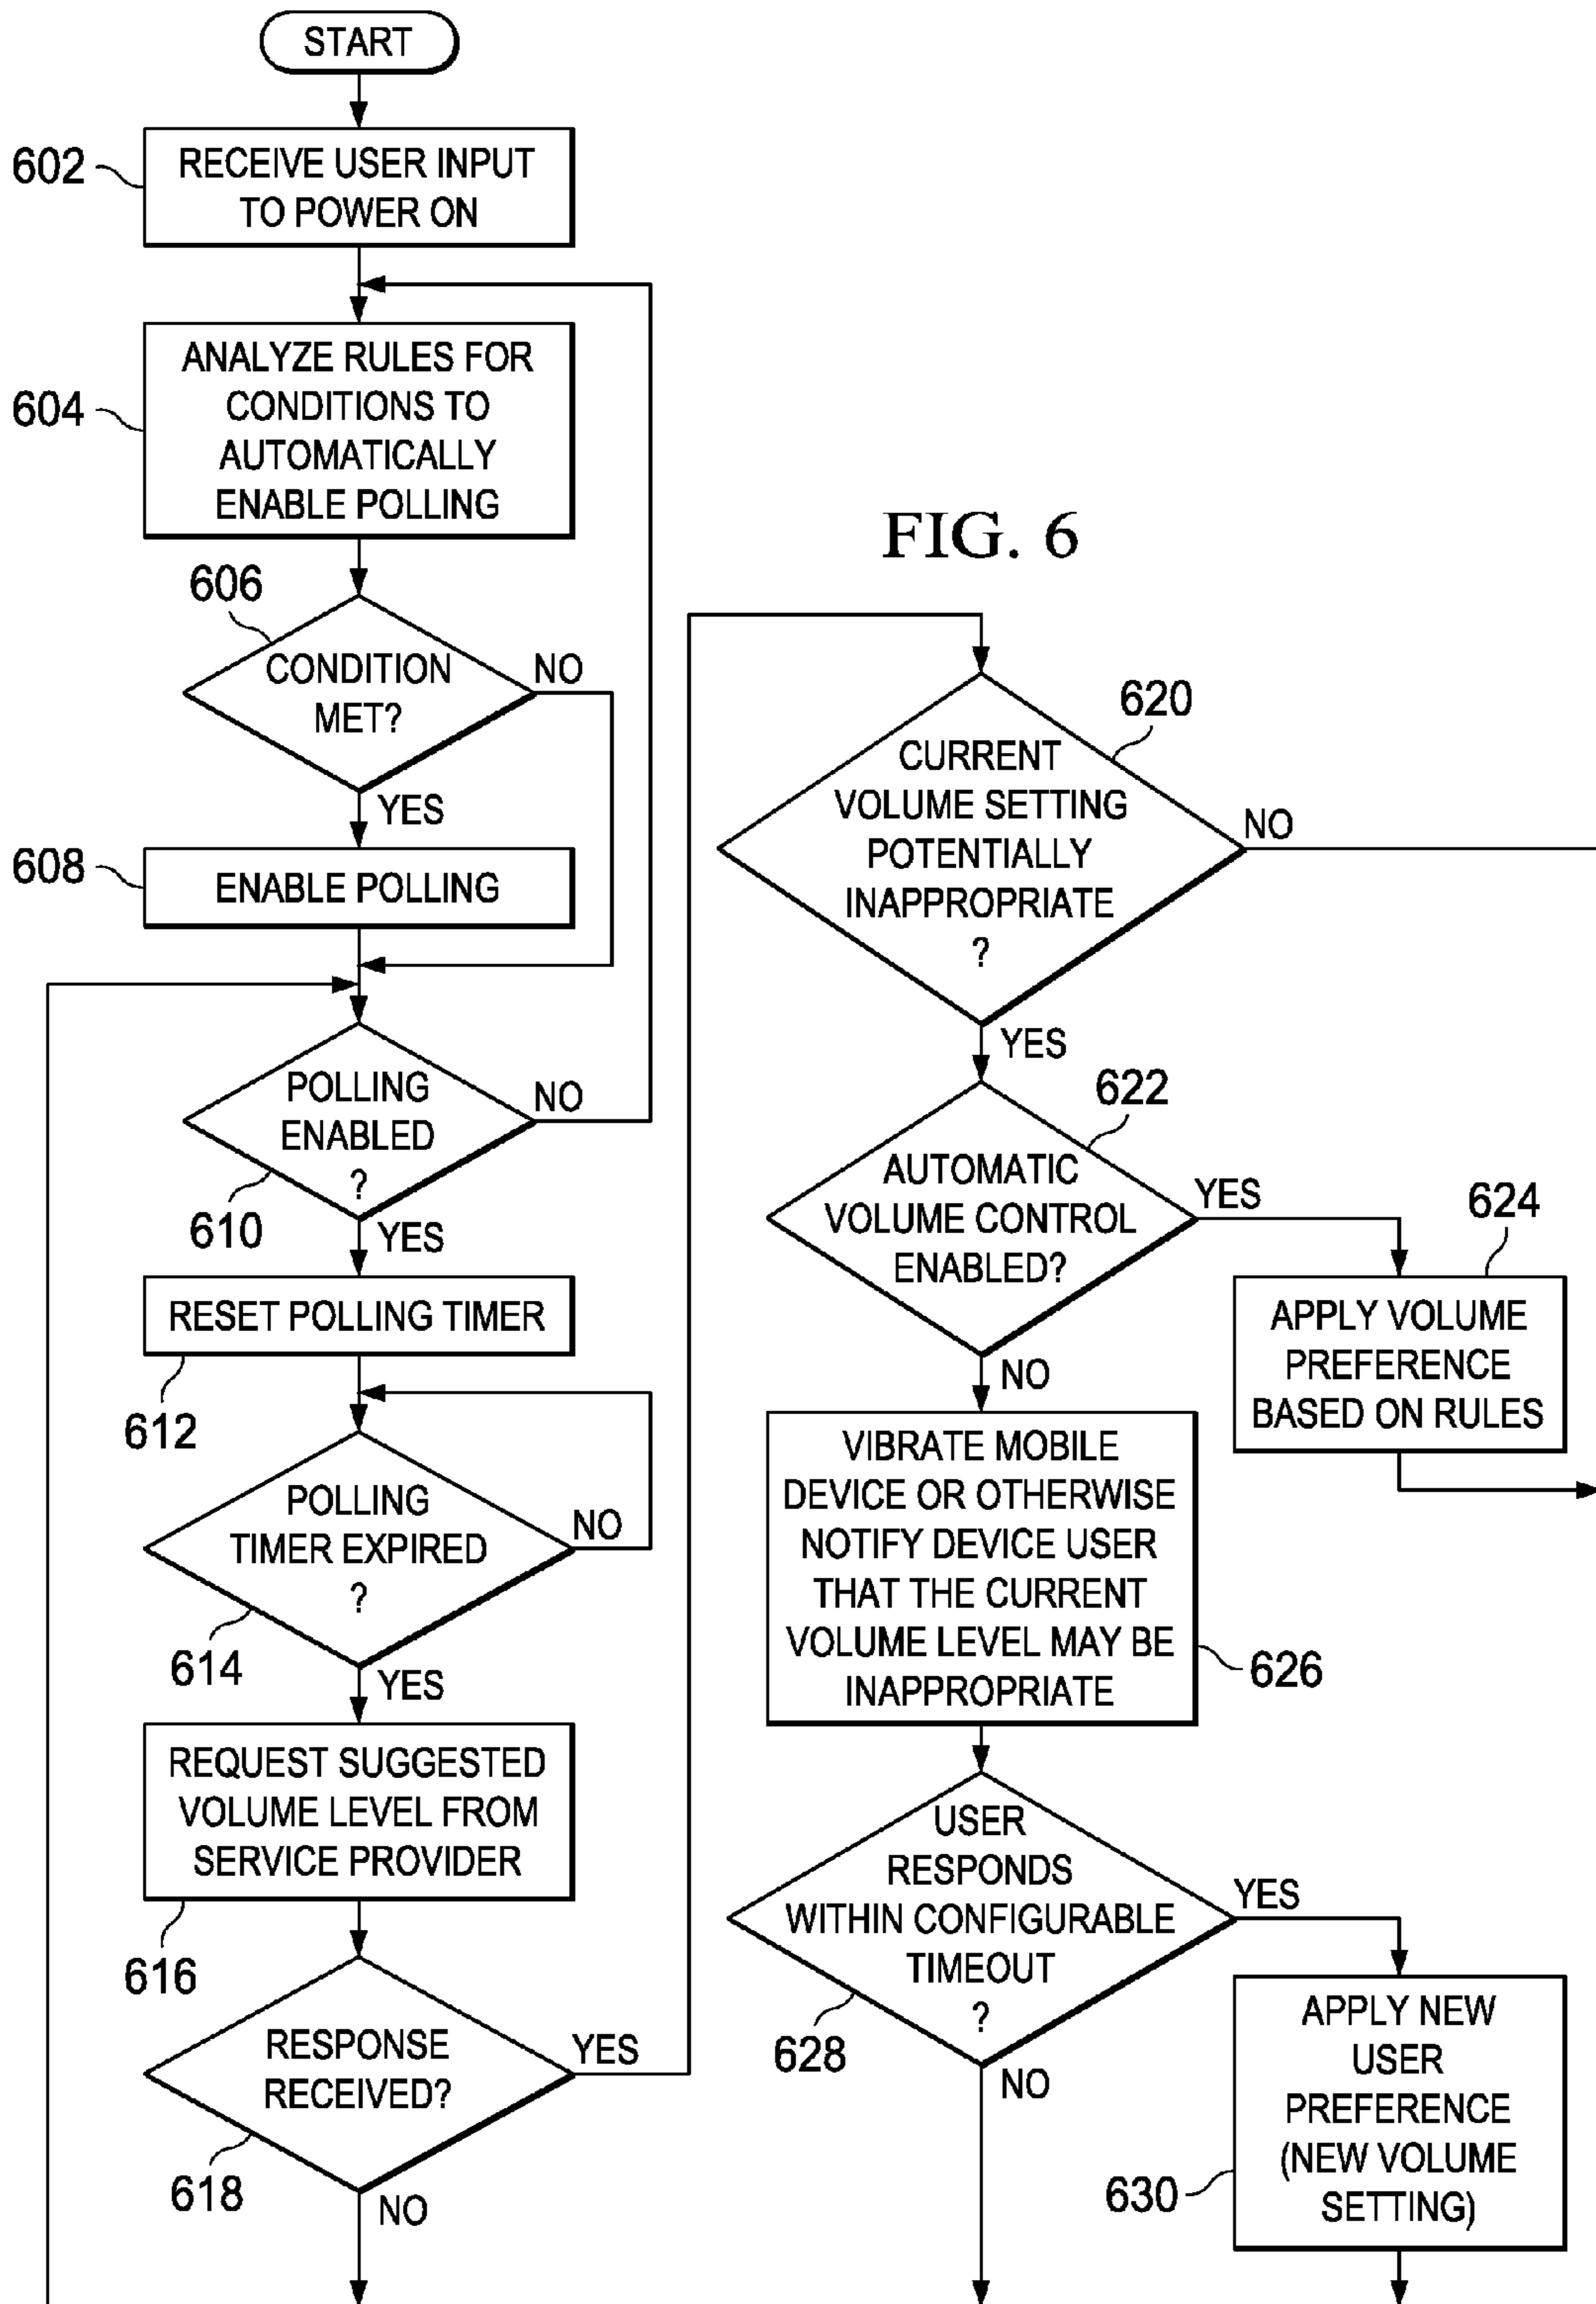 START
602
RECEIVE USER INPUT
TO POWER ON
604
ANALYZE RULES FOR
CONDITIONS TO
AUTOMATICALLY
ENABLE POLLING
606
CONDITION
MET?
NO
YES
608
ENABLE POLLING
POLLING
ENABLED
?
NO
610
YES
RESET POLLING TIMER
612
POLLING
TIMER EXPIRED
?
NO
614
YES
REQUEST SUGGESTED
VOLUME LEVEL FROM
SERVICE PROVIDER
616
RESPONSE
RECEIVED?
YES
618
NO
FIG. 6
620
CURRENT
VOLUME SETTING
POTENTIALLY
INAPPROPRIATE
?
NO
YES
622
AUTOMATIC
VOLUME CONTROL
ENABLED?
YES
NO
624
APPLY VOLUME
PREFERENCE
BASED ON RULES
VIBRATE MOBILE
DEVICE OR OTHERWISE
NOTIFY DEVICE USER
THAT THE CURRENT
VOLUME LEVEL MAY BE
INAPPROPRIATE
626
USER
RESPONDS
WITHIN CONFIGURABLE
TIMEOUT
?
YES
628
NO
APPLY NEW
USER
PREFERENCE
(NEW VOLUME
SETTING)
630